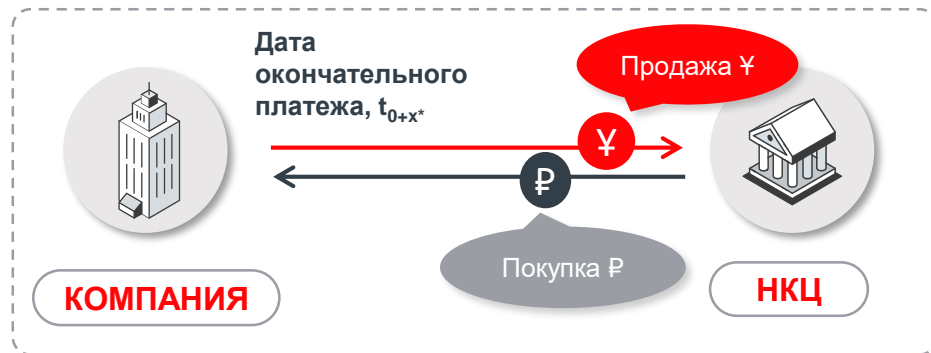 Дата
окончательного
платежа, t0+x*
Продажа ¥
¥
₽
Покупка ₽
КОМПАНИЯ
НКЦ